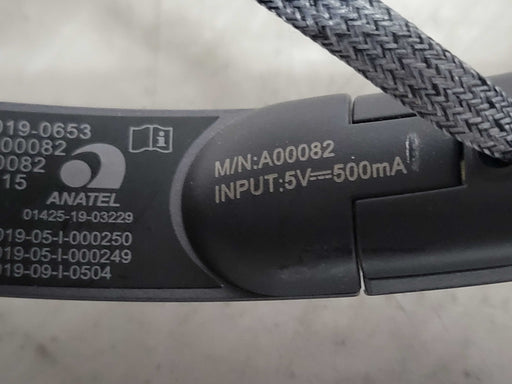 019-0653
00082
0082
15
ANATEL
01425-19-03229
019-05-I-000250
019-05-I-000249
019-09-I-0504
M/N:A00082
INPUT:5V⎓500mA